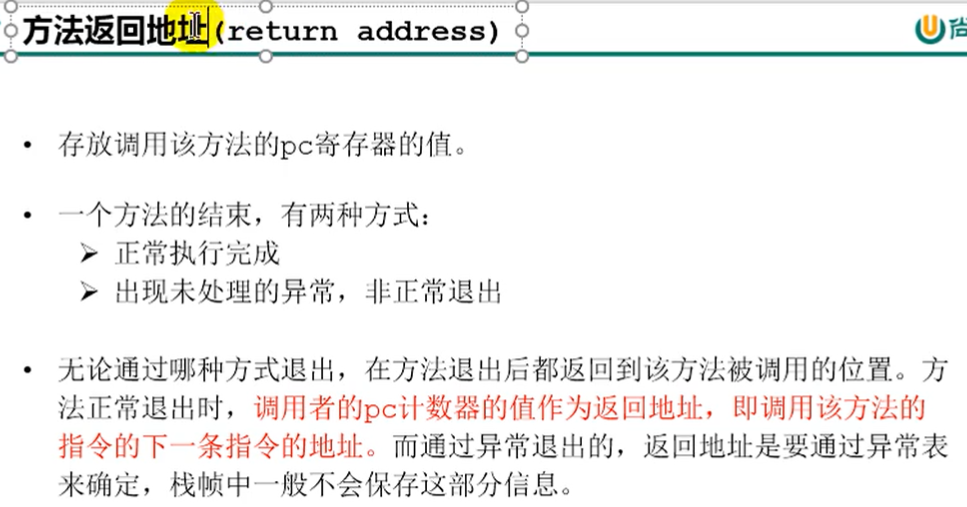 方法返回地址(return address)
尚
• 存放调用该方法的pc寄存器的值。
• 一个方法的结束，有两种方式：
➢ 正常执行完成
➢ 出现未处理的异常，非正常退出
• 无论通过哪种方式退出，在方法退出后都返回到该方法被调用的位置。方
法正常退出时，调用者的pc计数器的值作为返回地址，即调用该方法的
指令的下一条指令的地址。而通过异常退出的，返回地址是要通过异常表
来确定，栈帧中一般不会保存这部分信息。